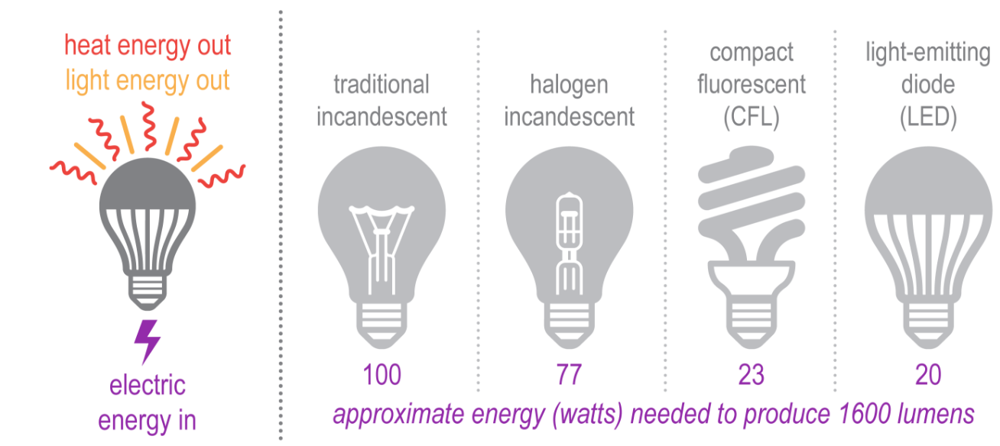 heat energy out
light energy out
electric
energy in
traditional
incandescent
100
halogen
incandescent
77
compact
fluorescent
(CFL)
23
light-emitting
diode
(LED)
20
approximate energy (watts) needed to produce 1600 lumens